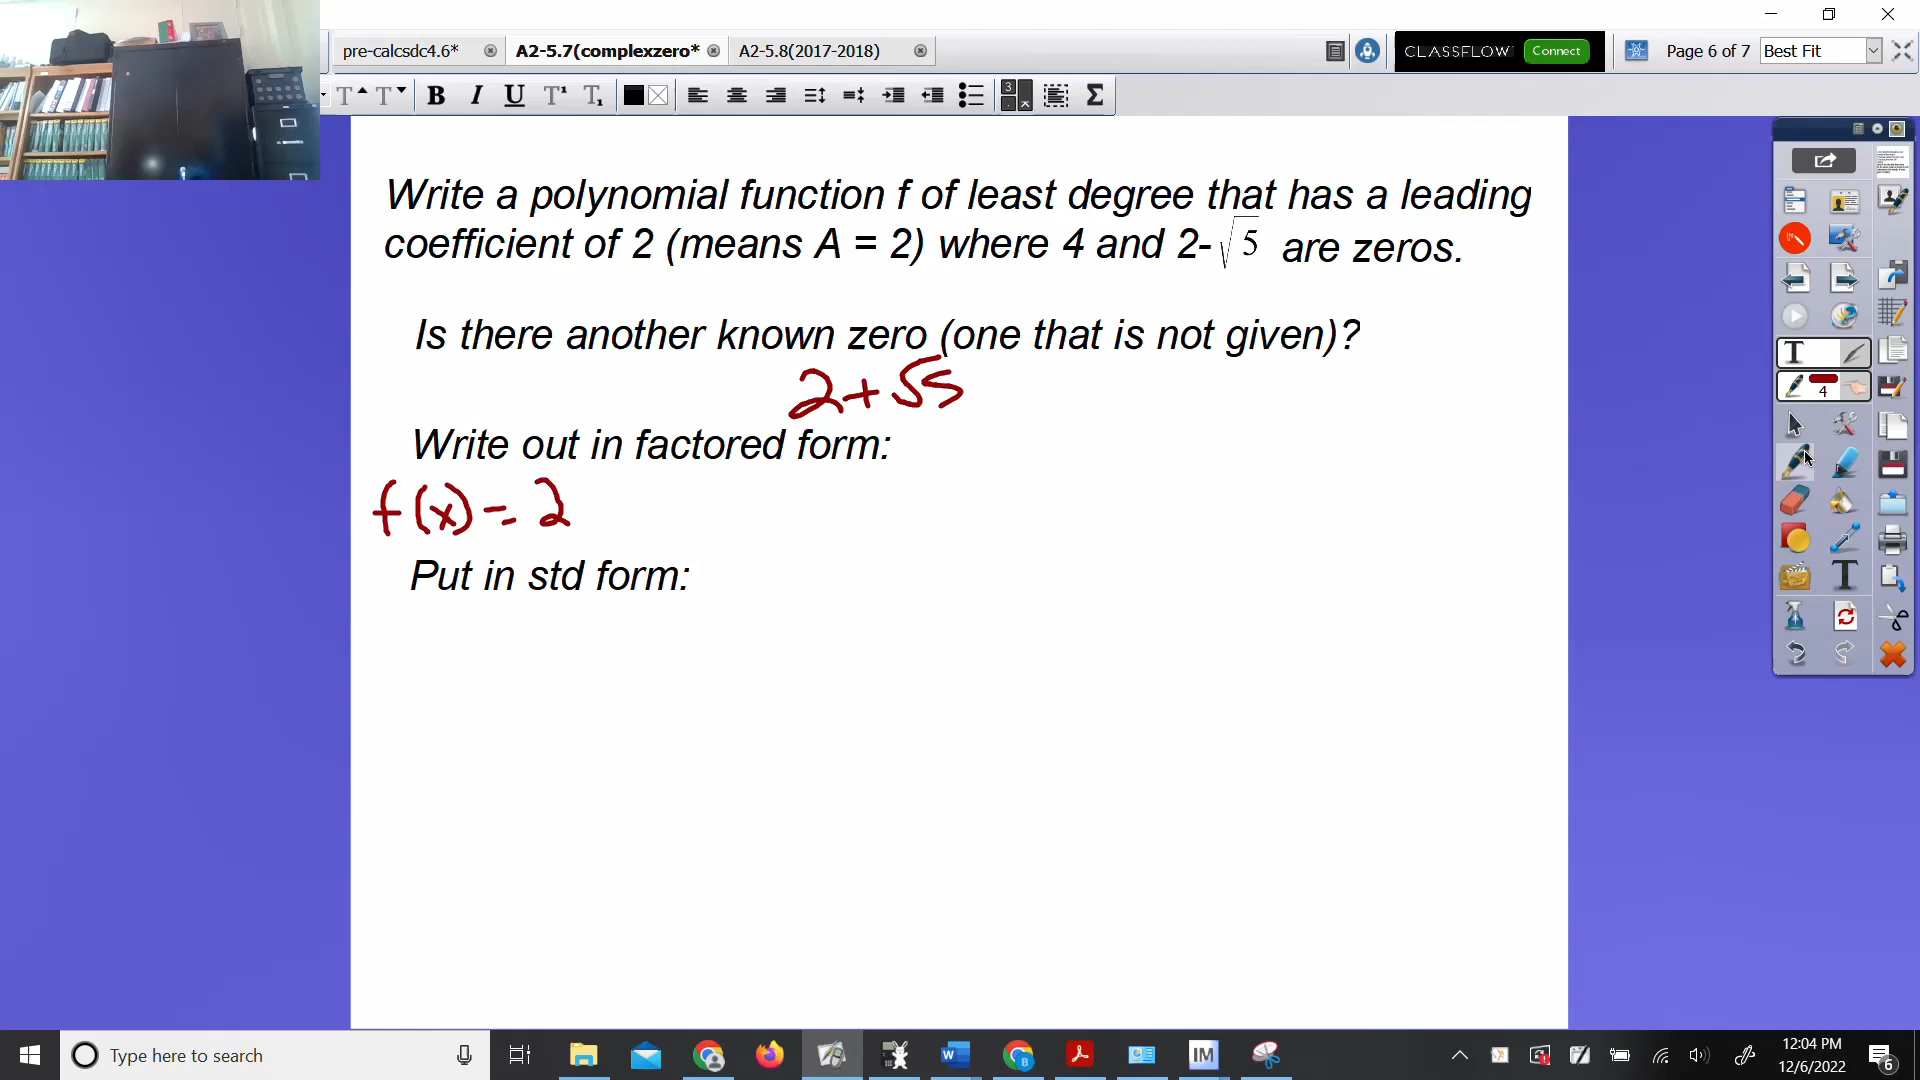 pre-calcsdc4.6*
A2-5.7(complexzero*
A2-5.8(2017-2018)
CLASSFLOW
Connect
Page 6 of 7
Best Fit
Write a polynomial function f of least degree that has a leading
coefficient of 2 (means A = 2) where 4 and 2-√5 are zeros.
Is there another known zero (one that is not given)?
2+√5
Write out in factored form:
f(x) = 2
Put in std form:
4
Type here to search
12:04 PM
12/6/2022
6